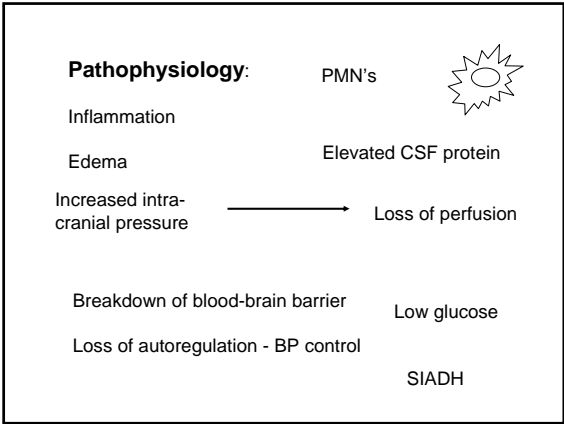 Pathophysiology:
PMN's
Inflammation
Edema
Elevated CSF protein
Increased intra-
cranial pressure
Loss of perfusion
Breakdown of blood-brain barrier
Low glucose
Loss of autoregulation - BP control
SIADH